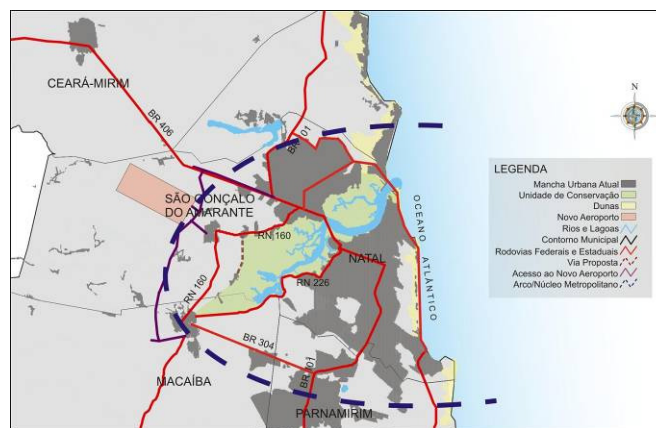 CEARÁ-MIRIM
BR 406
BR 101
SÃO GONÇALO
DO AMARANTE
RN 160
RN 160
NATAL
RN 226
BR 304
BR 101
MACAÍBA
PARNAMIRIM
OCEANO ATLÂNTICO
N
LEGENDA
Mancha Urbana Atual
Unidade de Conservação
Dunas
Novo Aeroporto
Rios e Lagoas
Contorno Municipal
Rodovias Federais e Estaduais
Via Proposta
Acesso ao Novo Aeroporto
Arco/Núcleo Metropolitano